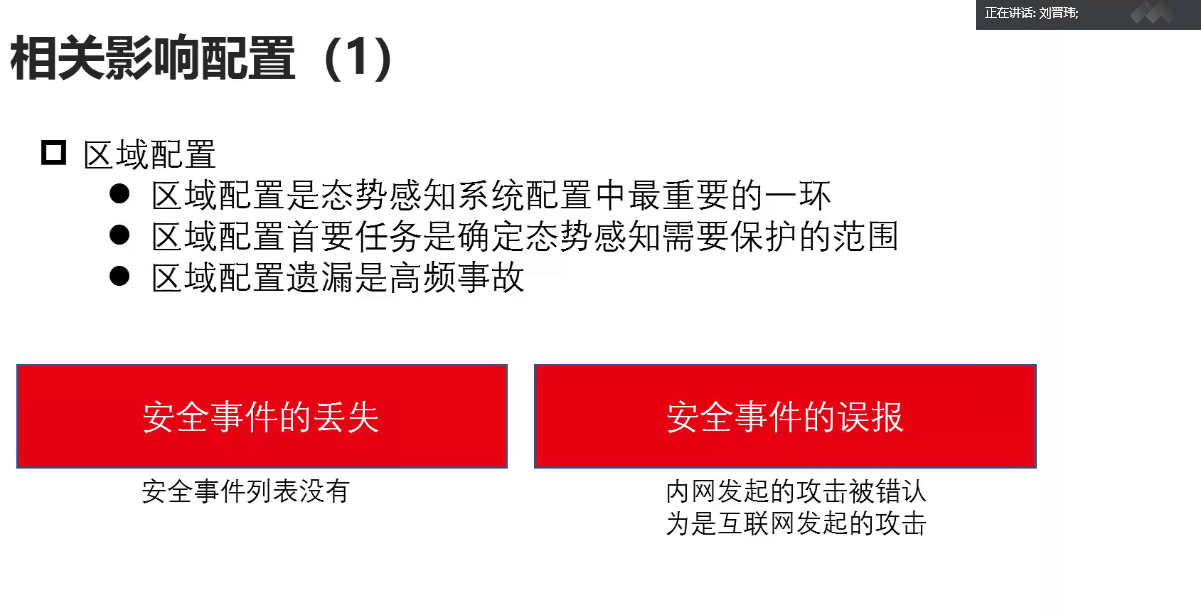 正在讲话: 刘晋玮;
相关影响配置（1）
区域配置
区域配置是态势感知系统配置中最重要的一环
区域配置首要任务是确定态势感知需要保护的范围
区域配置遗漏是高频事故
安全事件的丢失
安全事件的误报
安全事件列表没有
内网发起的攻击被错认
为是互联网发起的攻击